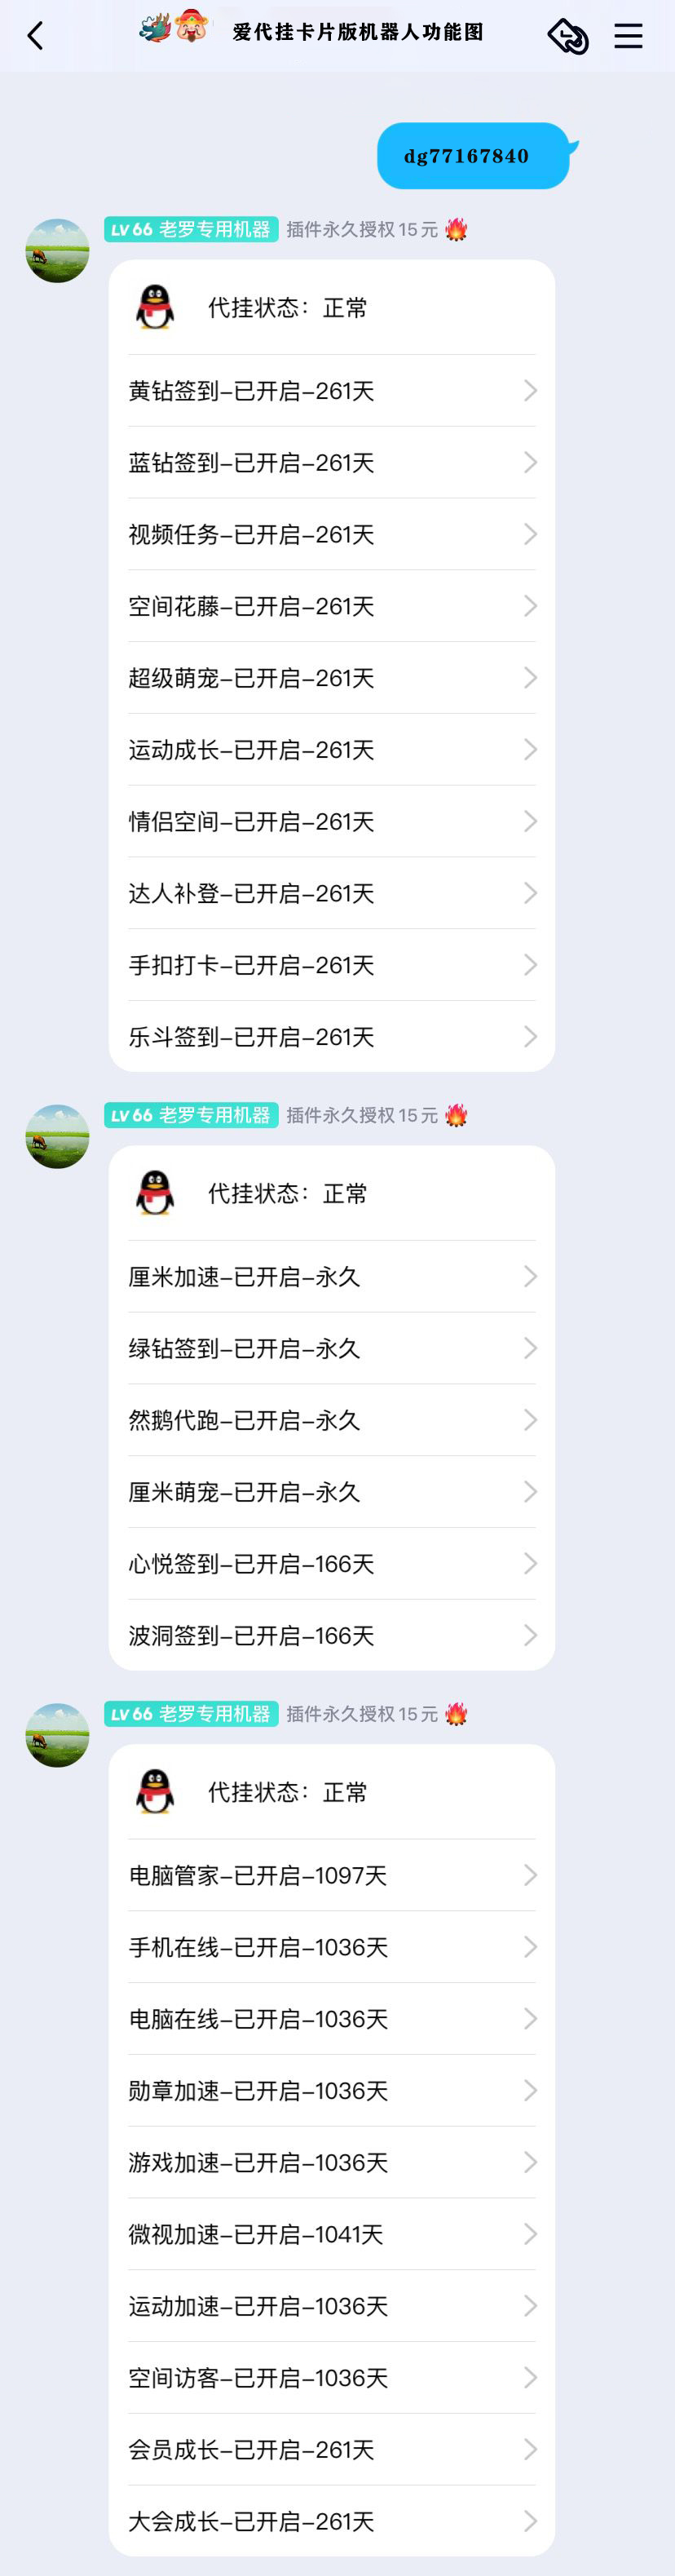 爱代挂卡片版机器人功能图
dg77167840
LV 66 老罗专用机器 插件永久授权15元
代挂状态：正常
黄钻签到-已开启-261天
蓝钻签到-已开启-261天
视频任务-已开启-261天
空间花藤-已开启-261天
超级萌宠-已开启-261天
运动成长-已开启-261天
情侣空间-已开启-261天
达人补登-已开启-261天
手扣打卡-已开启-261天
乐斗签到-已开启-261天
LV 66 老罗专用机器 插件永久授权15元
代挂状态：正常
厘米加速-已开启-永久
绿钻签到-已开启-永久
然鹅代跑-已开启-永久
厘米萌宠-已开启-永久
心悦签到-已开启-166天
波洞签到-已开启-166天
LV 66 老罗专用机器 插件永久授权15元
代挂状态：正常
电脑管家-已开启-1097天
手机在线-已开启-1036天
电脑在线-已开启-1036天
勋章加速-已开启-1036天
游戏加速-已开启-1036天
微视加速-已开启-1041天
运动加速-已开启-1036天
空间访客-已开启-1036天
会员成长-已开启-261天
大会成长-已开启-261天